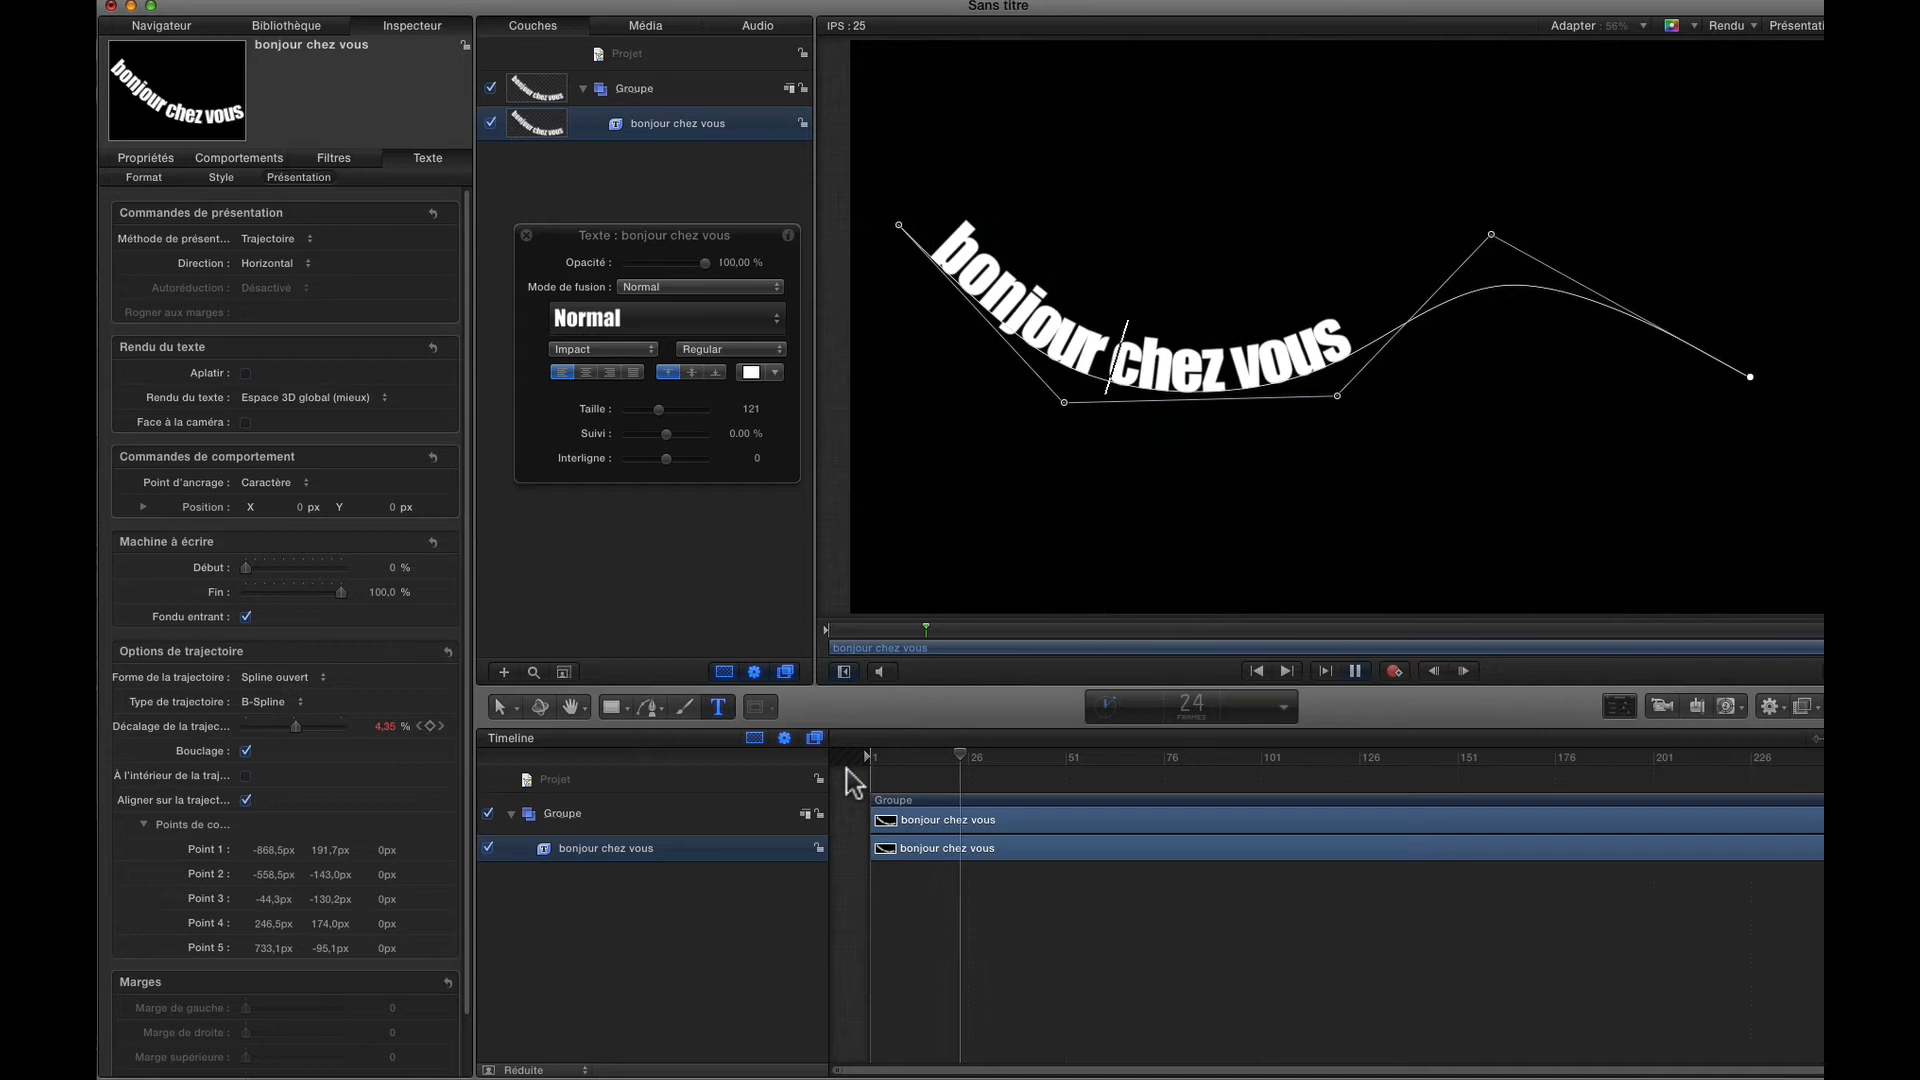 Sans titre
Navigateur Bibliothèque Inspecteur
Couches Média Audio
IPS : 25 Adapter : 56% Rendu Présentati
bonjour chez vous
bonjour chez vous
Projet
Groupe
bonjour chez vous
Propriétés Comportements Filtres Texte
Format Style Présentation
Commandes de présentation
Méthode de présent... Trajectoire
Direction : Horizontal
Autoréduction : Désactivé
Rogner aux marges :
Rendu du texte
Aplatir :
Rendu du texte : Espace 3D global (mieux)
Face à la caméra :
Commandes de comportement
Point d'ancrage : Caractère
Position : X 0 px Y 0 px
Machine à écrire
Début : 0 %
Fin : 100,0 %
Fondu entrant :
Options de trajectoire
Forme de la trajectoire : Spline ouvert
Type de trajectoire : B-Spline
Décalage de la trajec... 4,35 %
Bouclage :
À l'intérieur de la traj...
Aligner sur la traject...
Points de co...
Point 1 : -868,5px 191,7px 0px
Point 2 : -558,5px -143,0px 0px
Point 3 : -44,3px -130,2px 0px
Point 4 : 246,5px 174,0px 0px
Point 5 : 733,1px -95,1px 0px
Marges
Marge de gauche : 0
Marge de droite : 0
Marge supérieure : 0
Texte : bonjour chez vous
Opacité : 100,00 %
Mode de fusion : Normal
Normal
Impact Regular
Taille : 121
Suivi : 0.00 %
Interligne : 0
bonjour chez vous
bonjour chez vous
24
FRAMES
Timeline
1 26 51 76 101 126 151 176 201 226
Projet
Groupe
bonjour chez vous
Groupe
bonjour chez vous
bonjour chez vous
Réduite